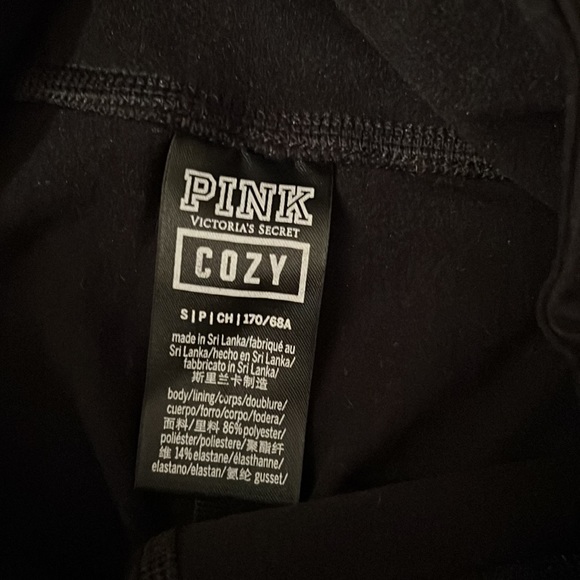 PINK
VICTORIA'S SECRET
COZY
S|P|CH|170/68A
made in Sri Lanka/fabriqué au
Sri Lanka/hecho en Sri Lanka/
fabbricato in Sri Lanka/
斯里兰卡制造
body/lining/corps/doublure/
cuerpo/forro/corpo/fodera/
面料/里料 86% polyester/
poliéster/poliestere/聚酯纤
维 14% elastane/élasthanne/
elastano/elastan/氨纶 gusset/